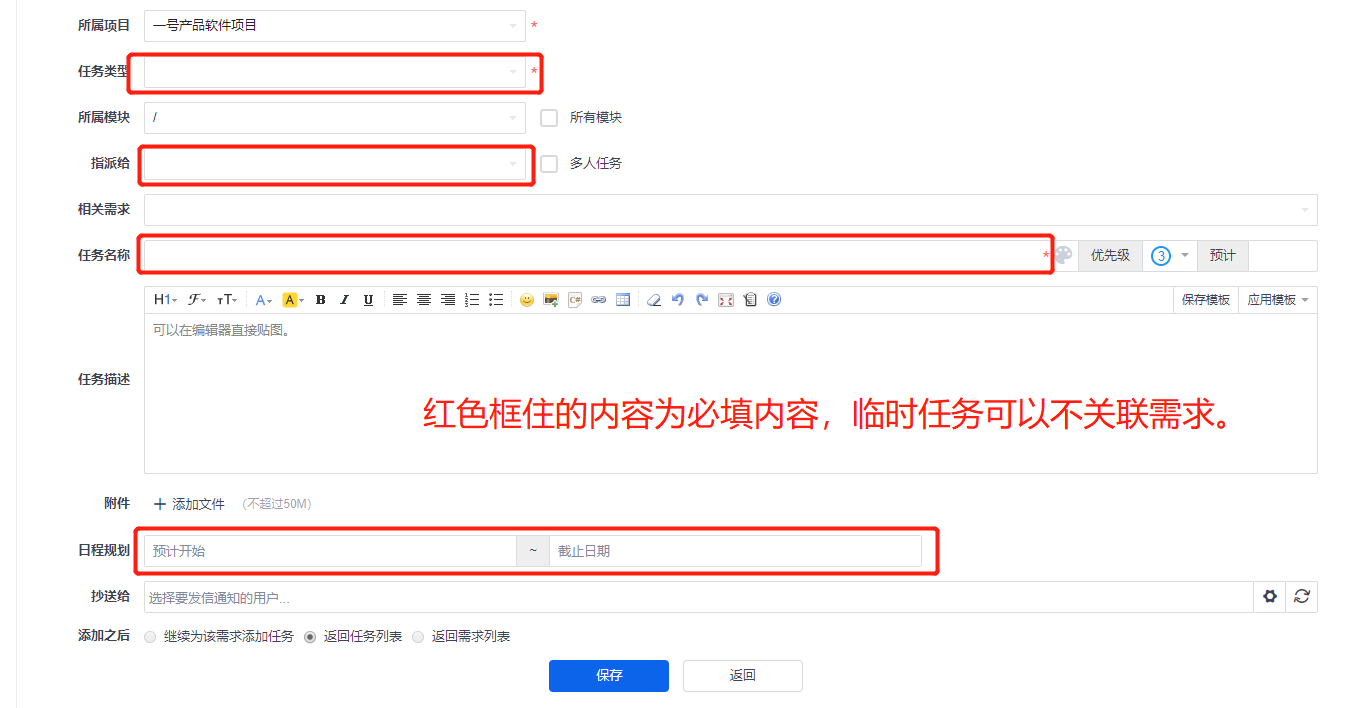 所属项目 一号产品软件项目 *
任务类型 *
所属模块 / 所有模块
指派给 多人任务
相关需求
任务名称 * 优先级 3 预计
H1 ℱ тT A A B I U C# 保存模板 应用模板
可以在编辑器直接贴图。
任务描述
红色框住的内容为必填内容，临时任务可以不关联需求。
附件 + 添加文件 (不超过50M)
日程规划 预计开始 ~ 截止日期
抄送给 选择要发信通知的用户...
添加之后 继续为该需求添加任务 返回任务列表 返回需求列表
保存 返回